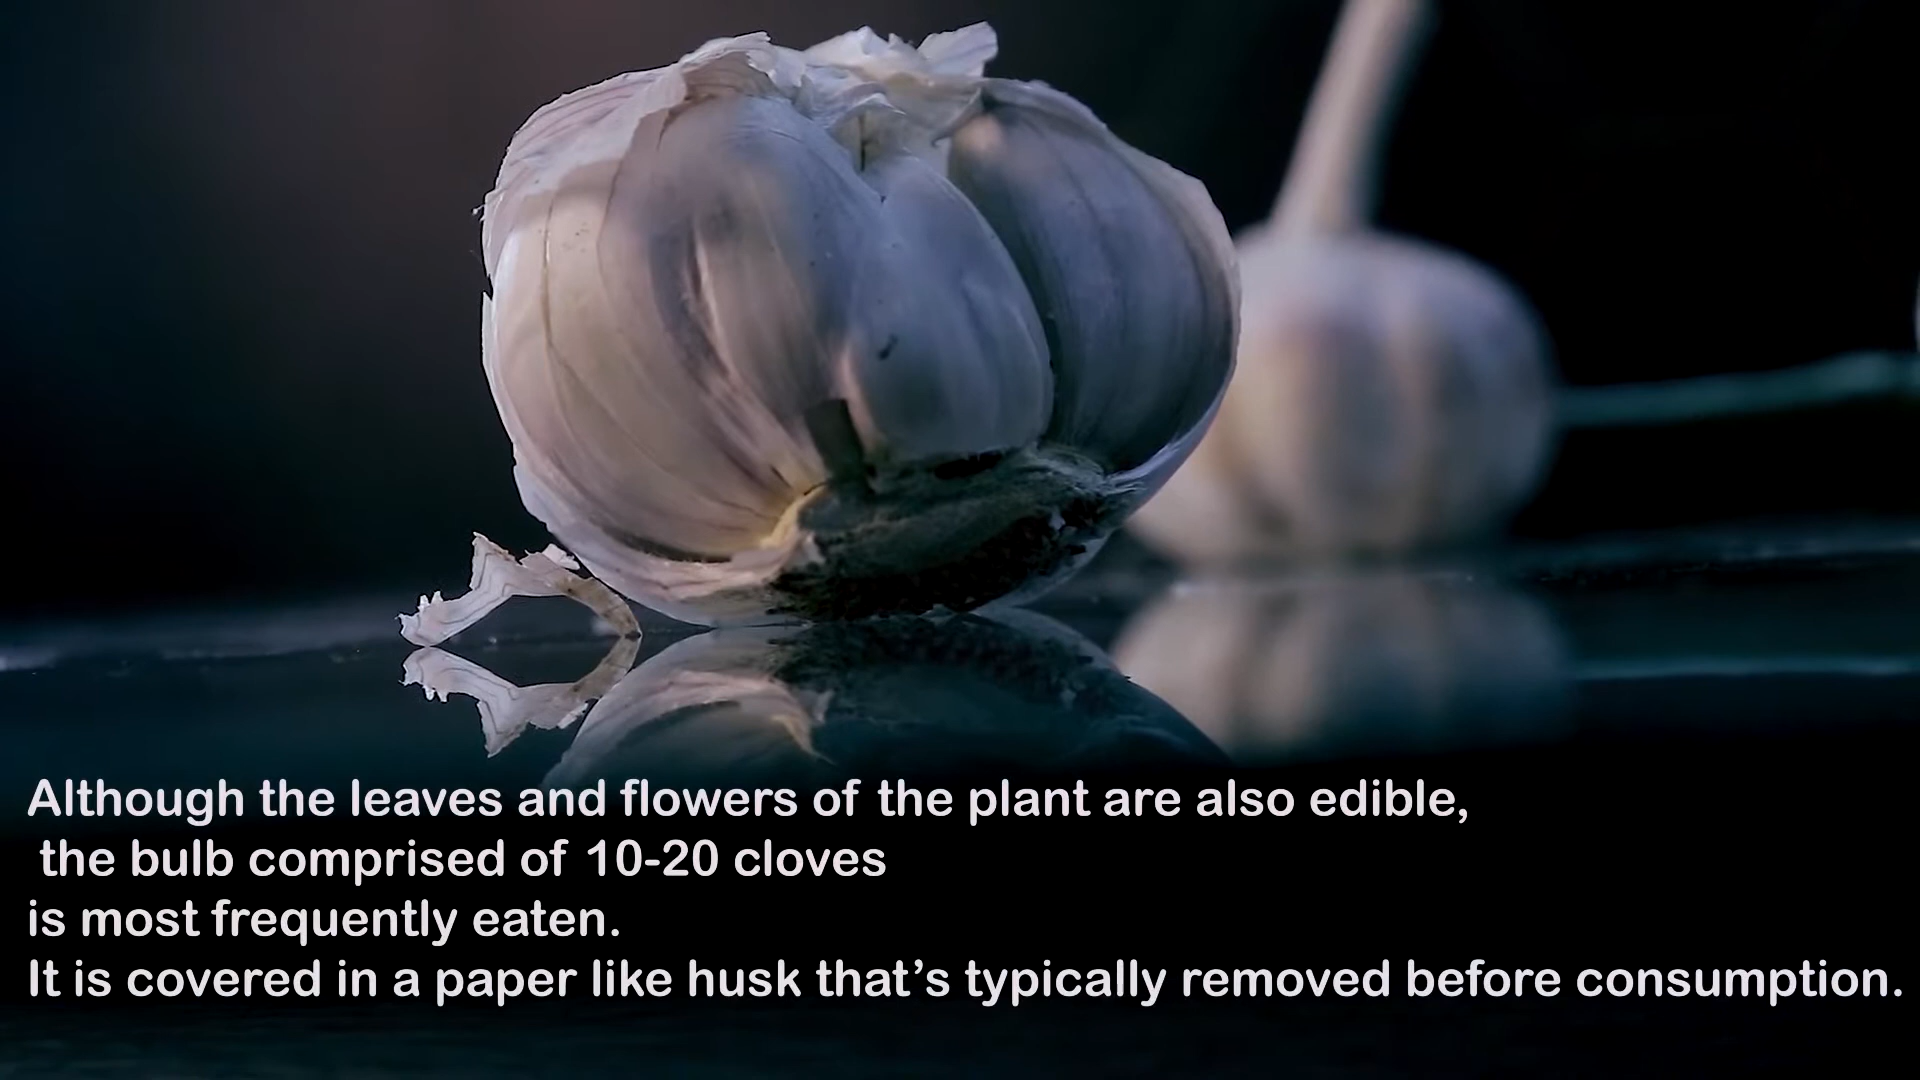 Although the leaves and flowers of the plant are also edible,
the bulb comprised of 10-20 cloves
is most frequently eaten.
It is covered in a paper like husk that’s typically removed before consumption.